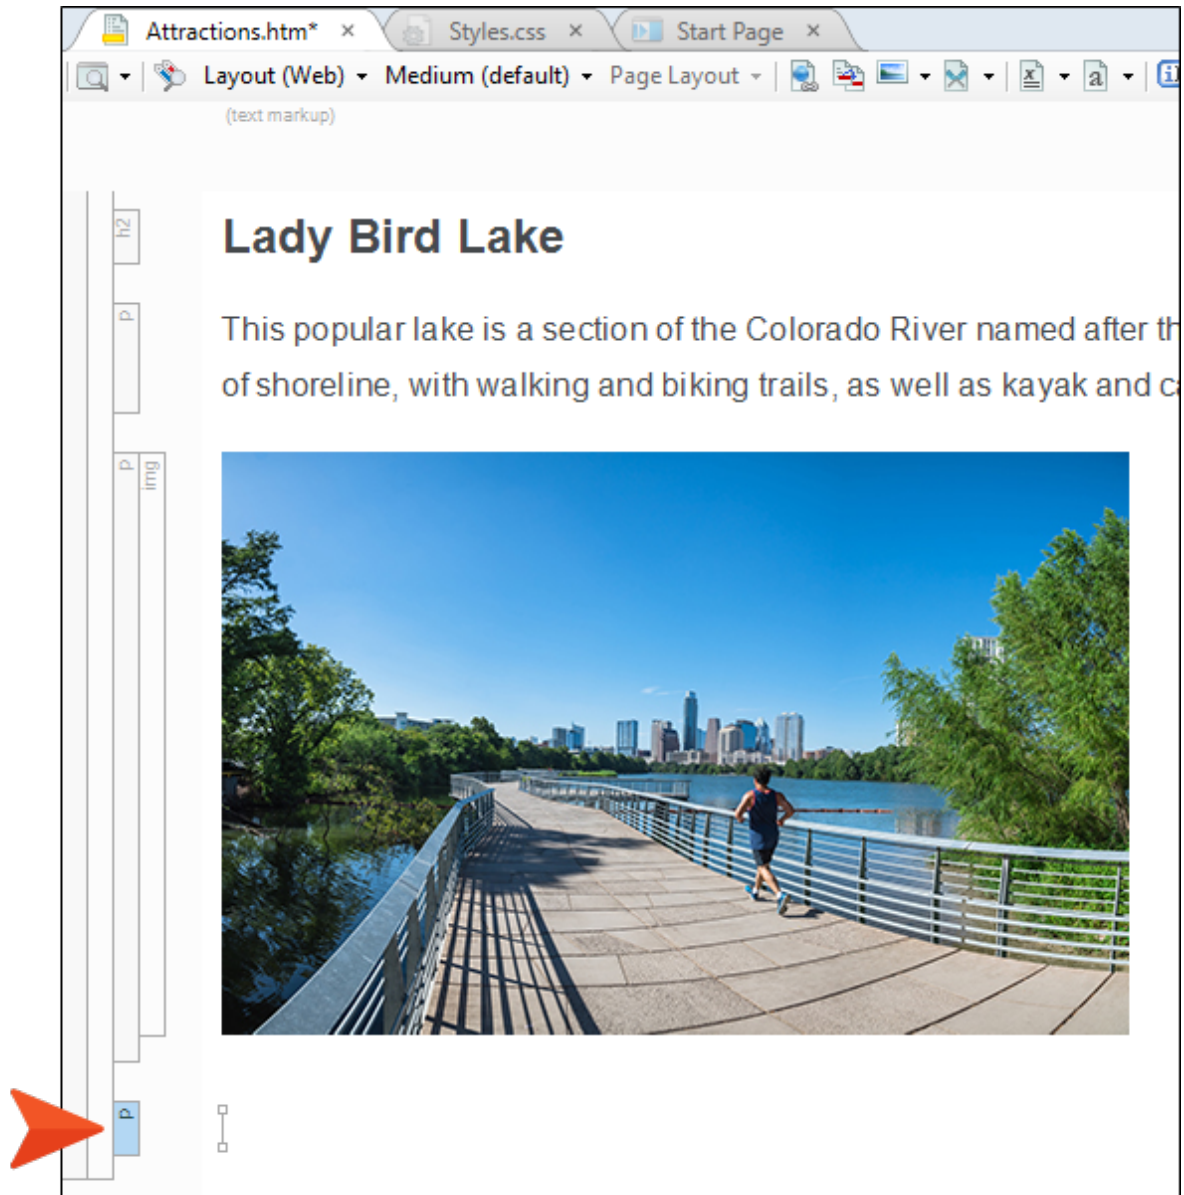 Attractions.htm* × Styles.css × Start Page ×
Layout (Web) Medium (default) Page Layout x a i
(text markup)
h2
Lady Bird Lake
p
This popular lake is a section of the Colorado River named after th
of shoreline, with walking and biking trails, as well as kayak and c
p img
p